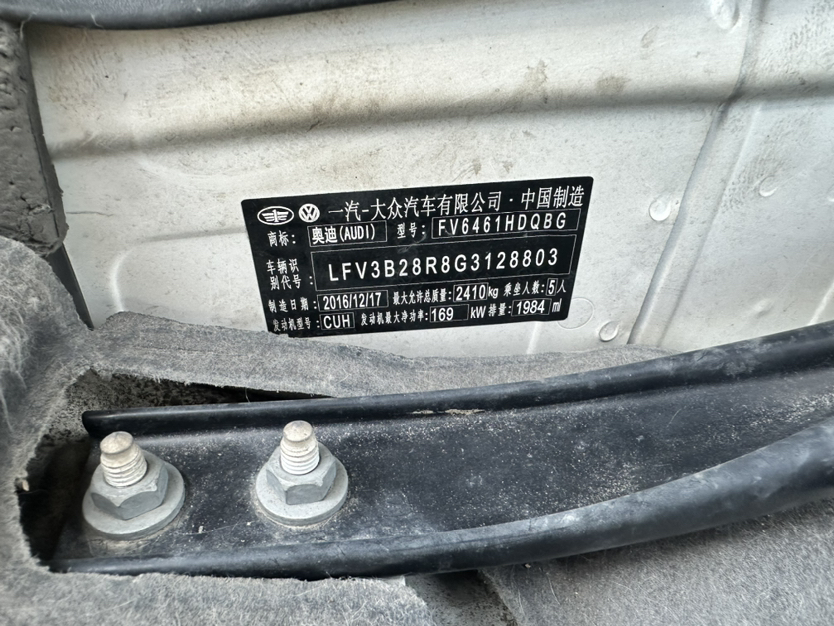 一汽-大众汽车有限公司·中国制造
商标: 奥迪(AUDI) 型号: FV6461HDQBG
车辆识别代号: LFV3B28R8G3128803
制造日期: 2016/12/17 最大允许总质量: 2410kg 乘坐人数: 5人
发动机型号: CUH 发动机最大净功率: 169 kW 排量: 1984 ml